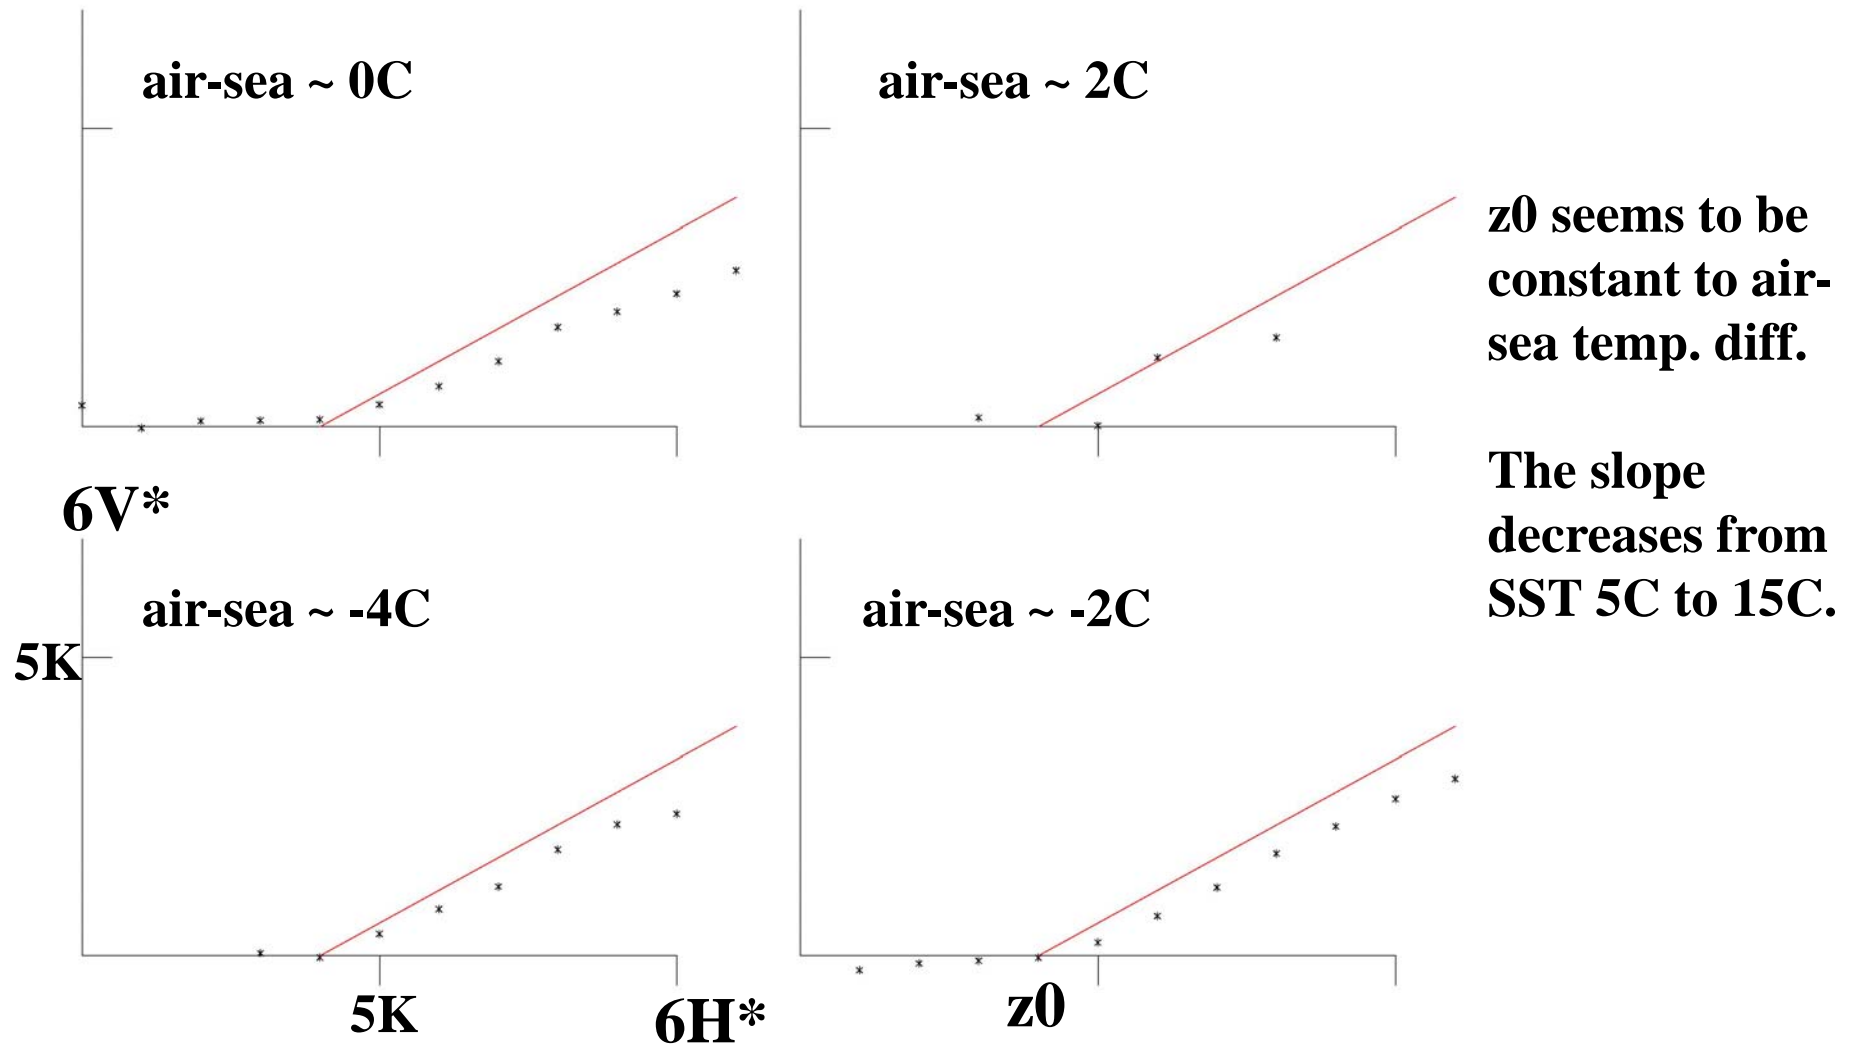 air-sea ~ 0C
air-sea ~ 2C
z0 seems to be
constant to air-
sea temp. diff.
The slope
decreases from
SST 5C to 15C.
6V*
air-sea ~ -4C
air-sea ~ -2C
5K
5K
6H*
z0